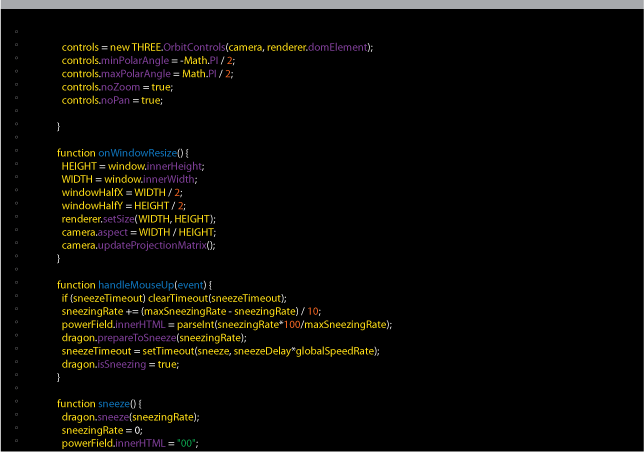 controls = new THREE.OrbitControls(camera, renderer.domElement);
controls.minPolarAngle = -Math.PI / 2;
controls.maxPolarAngle = Math.PI / 2;
controls.noZoom = true;
controls.noPan = true;
}
function onWindowResize() {
HEIGHT = window.innerHeight;
WIDTH = window.innerWidth;
windowHalfX = WIDTH / 2;
windowHalfY = HEIGHT / 2;
renderer.setSize(WIDTH, HEIGHT);
camera.aspect = WIDTH / HEIGHT;
camera.updateProjectionMatrix();
}
function handleMouseUp(event) {
if (sneezeTimeout) clearTimeout(sneezeTimeout);
sneezingRate += (maxSneezingRate - sneezingRate) / 10;
powerField.innerHTML = parseInt(sneezingRate*100/maxSneezingRate);
dragon.prepareToSneeze(sneezingRate);
sneezeTimeout = setTimeout(sneeze, sneezeDelay*globalSpeedRate);
dragon.isSneezing = true;
}
function sneeze() {
dragon.sneeze(sneezingRate);
sneezingRate = 0;
powerField.innerHTML = "00";